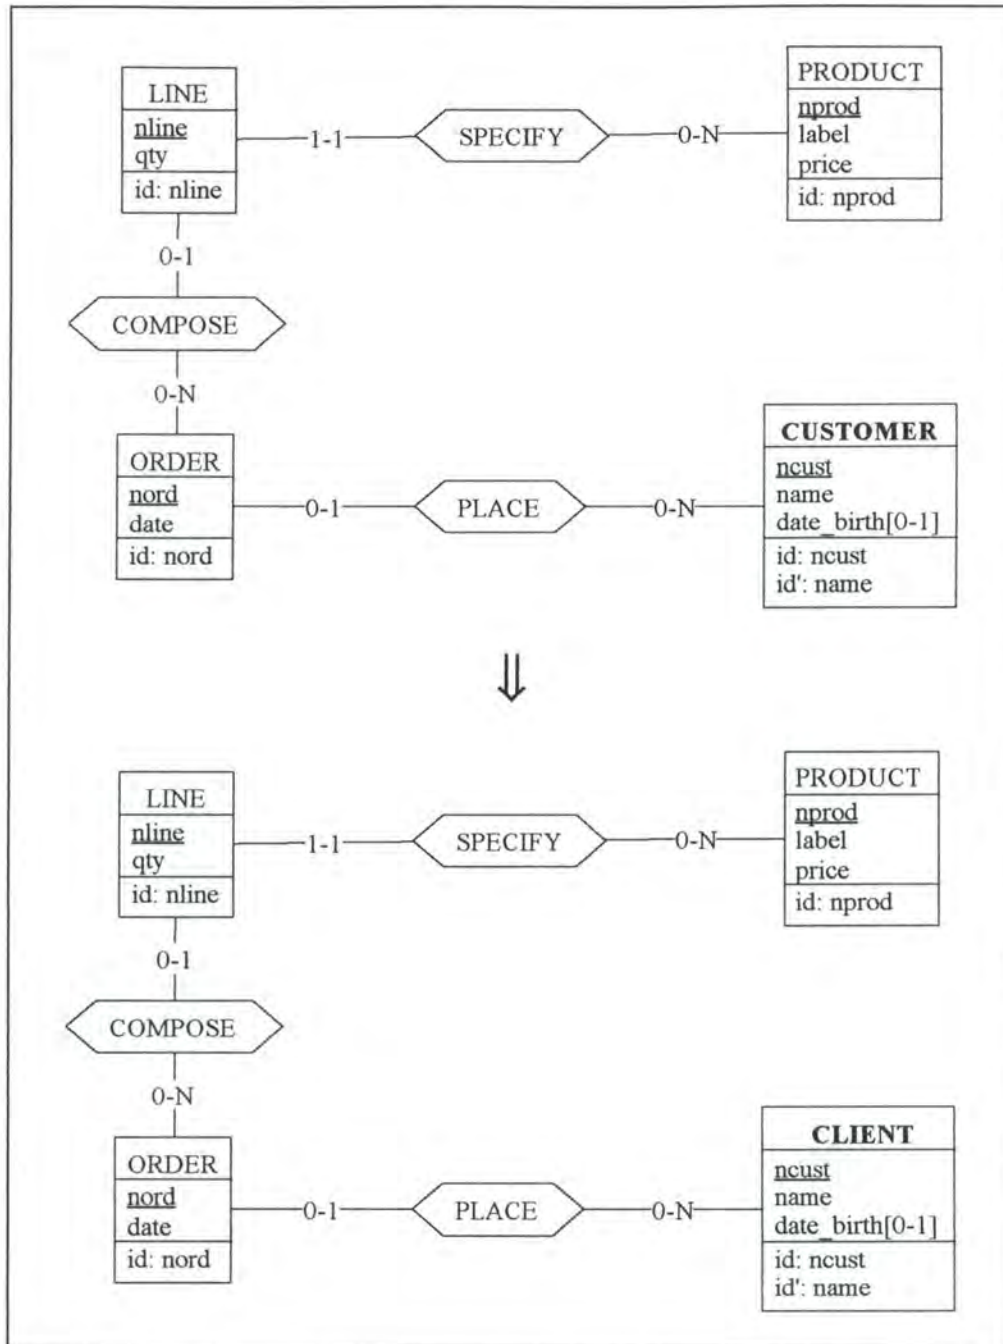 LINE
nline
qty
id: nline
1-1
SPECIFY
0-N
PRODUCT
nprod
label
price
id: nprod
0-1
COMPOSE
0-N
ORDER
nord
date
id: nord
0-1
PLACE
0-N
CUSTOMER
ncust
name
date_birth[0-1]
id: ncust
id': name
⇓
LINE
nline
qty
id: nline
1-1
SPECIFY
0-N
PRODUCT
nprod
label
price
id: nprod
0-1
COMPOSE
0-N
ORDER
nord
date
id: nord
0-1
PLACE
0-N
CLIENT
ncust
name
date_birth[0-1]
id: ncust
id': name